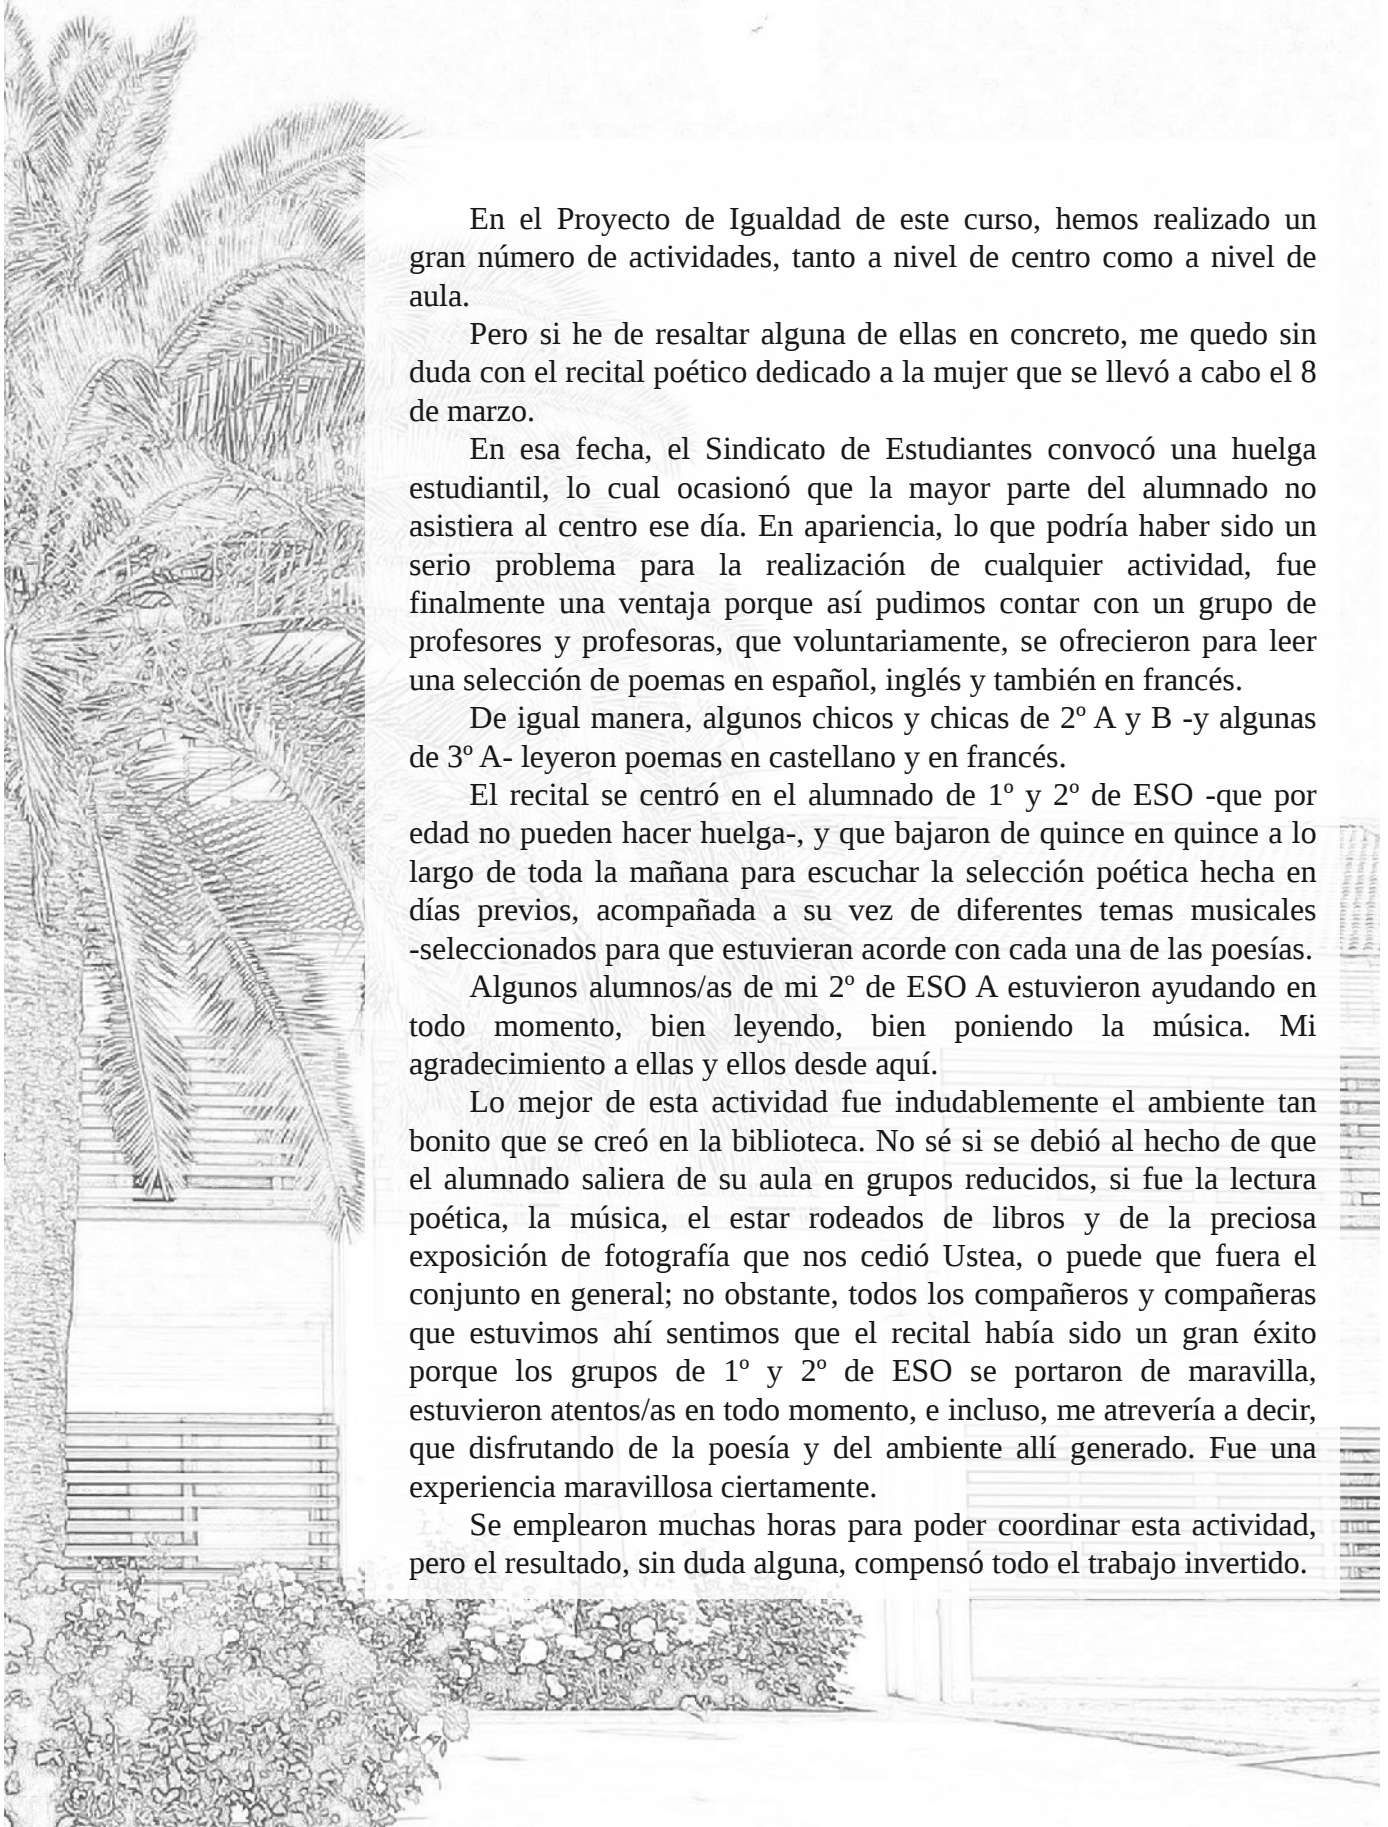 En el Proyecto de Igualdad de este curso, hemos realizado un
gran número de actividades, tanto a nivel de centro como a nivel de
aula.
Pero si he de resaltar alguna de ellas en concreto, me quedo sin
duda con el recital poético dedicado a la mujer que se llevó a cabo el 8
de marzo.
En esa fecha, el Sindicato de Estudiantes convocó una huelga
estudiantil, lo cual ocasionó que la mayor parte del alumnado no
asistiera al centro ese día. En apariencia, lo que podría haber sido un
serio problema para la realización de cualquier actividad, fue
finalmente una ventaja porque así pudimos contar con un grupo de
profesores y profesoras, que voluntariamente, se ofrecieron para leer
una selección de poemas en español, inglés y también en francés.
De igual manera, algunos chicos y chicas de 2º A y B -y algunas
de 3º A- leyeron poemas en castellano y en francés.
El recital se centró en el alumnado de 1º y 2º de ESO -que por
edad no pueden hacer huelga-, y que bajaron de quince en quince a lo
largo de toda la mañana para escuchar la selección poética hecha en
días previos, acompañada a su vez de diferentes temas musicales
-seleccionados para que estuvieran acorde con cada una de las poesías.
Algunos alumnos/as de mi 2º de ESO A estuvieron ayudando en
todo momento, bien leyendo, bien poniendo la música. Mi
agradecimiento a ellas y ellos desde aquí.
Lo mejor de esta actividad fue indudablemente el ambiente tan
bonito que se creó en la biblioteca. No sé si se debió al hecho de que
el alumnado saliera de su aula en grupos reducidos, si fue la lectura
poética, la música, el estar rodeados de libros y de la preciosa
exposición de fotografía que nos cedió Ustea, o puede que fuera el
conjunto en general; no obstante, todos los compañeros y compañeras
que estuvimos ahí sentimos que el recital había sido un gran éxito
porque los grupos de 1º y 2º de ESO se portaron de maravilla,
estuvieron atentos/as en todo momento, e incluso, me atrevería a decir,
que disfrutando de la poesía y del ambiente allí generado. Fue una
experiencia maravillosa ciertamente.
Se emplearon muchas horas para poder coordinar esta actividad,
pero el resultado, sin duda alguna, compensó todo el trabajo invertido.